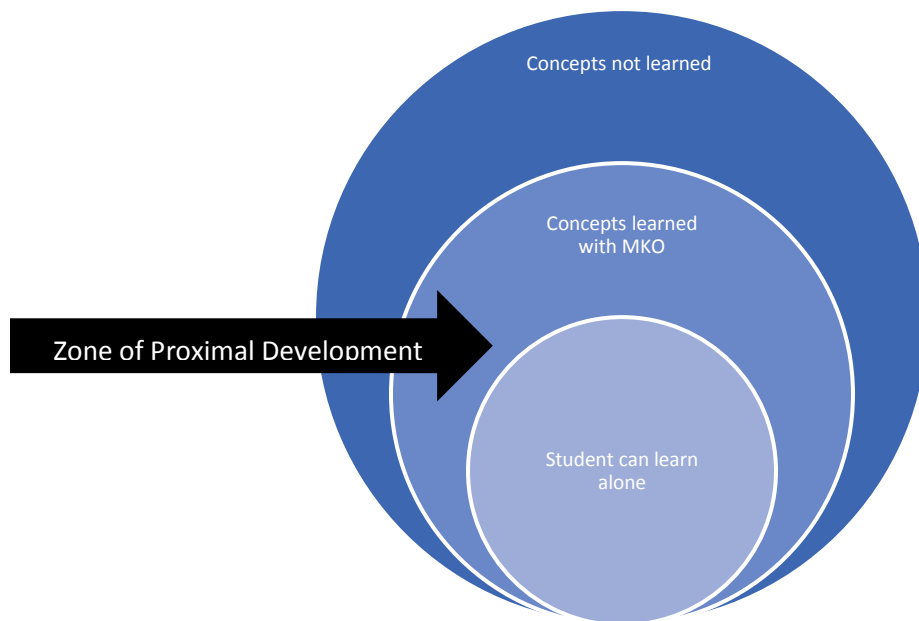 Concepts not learned
Concepts learned
with MKO
Zone of Proximal Development
Student can learn
alone